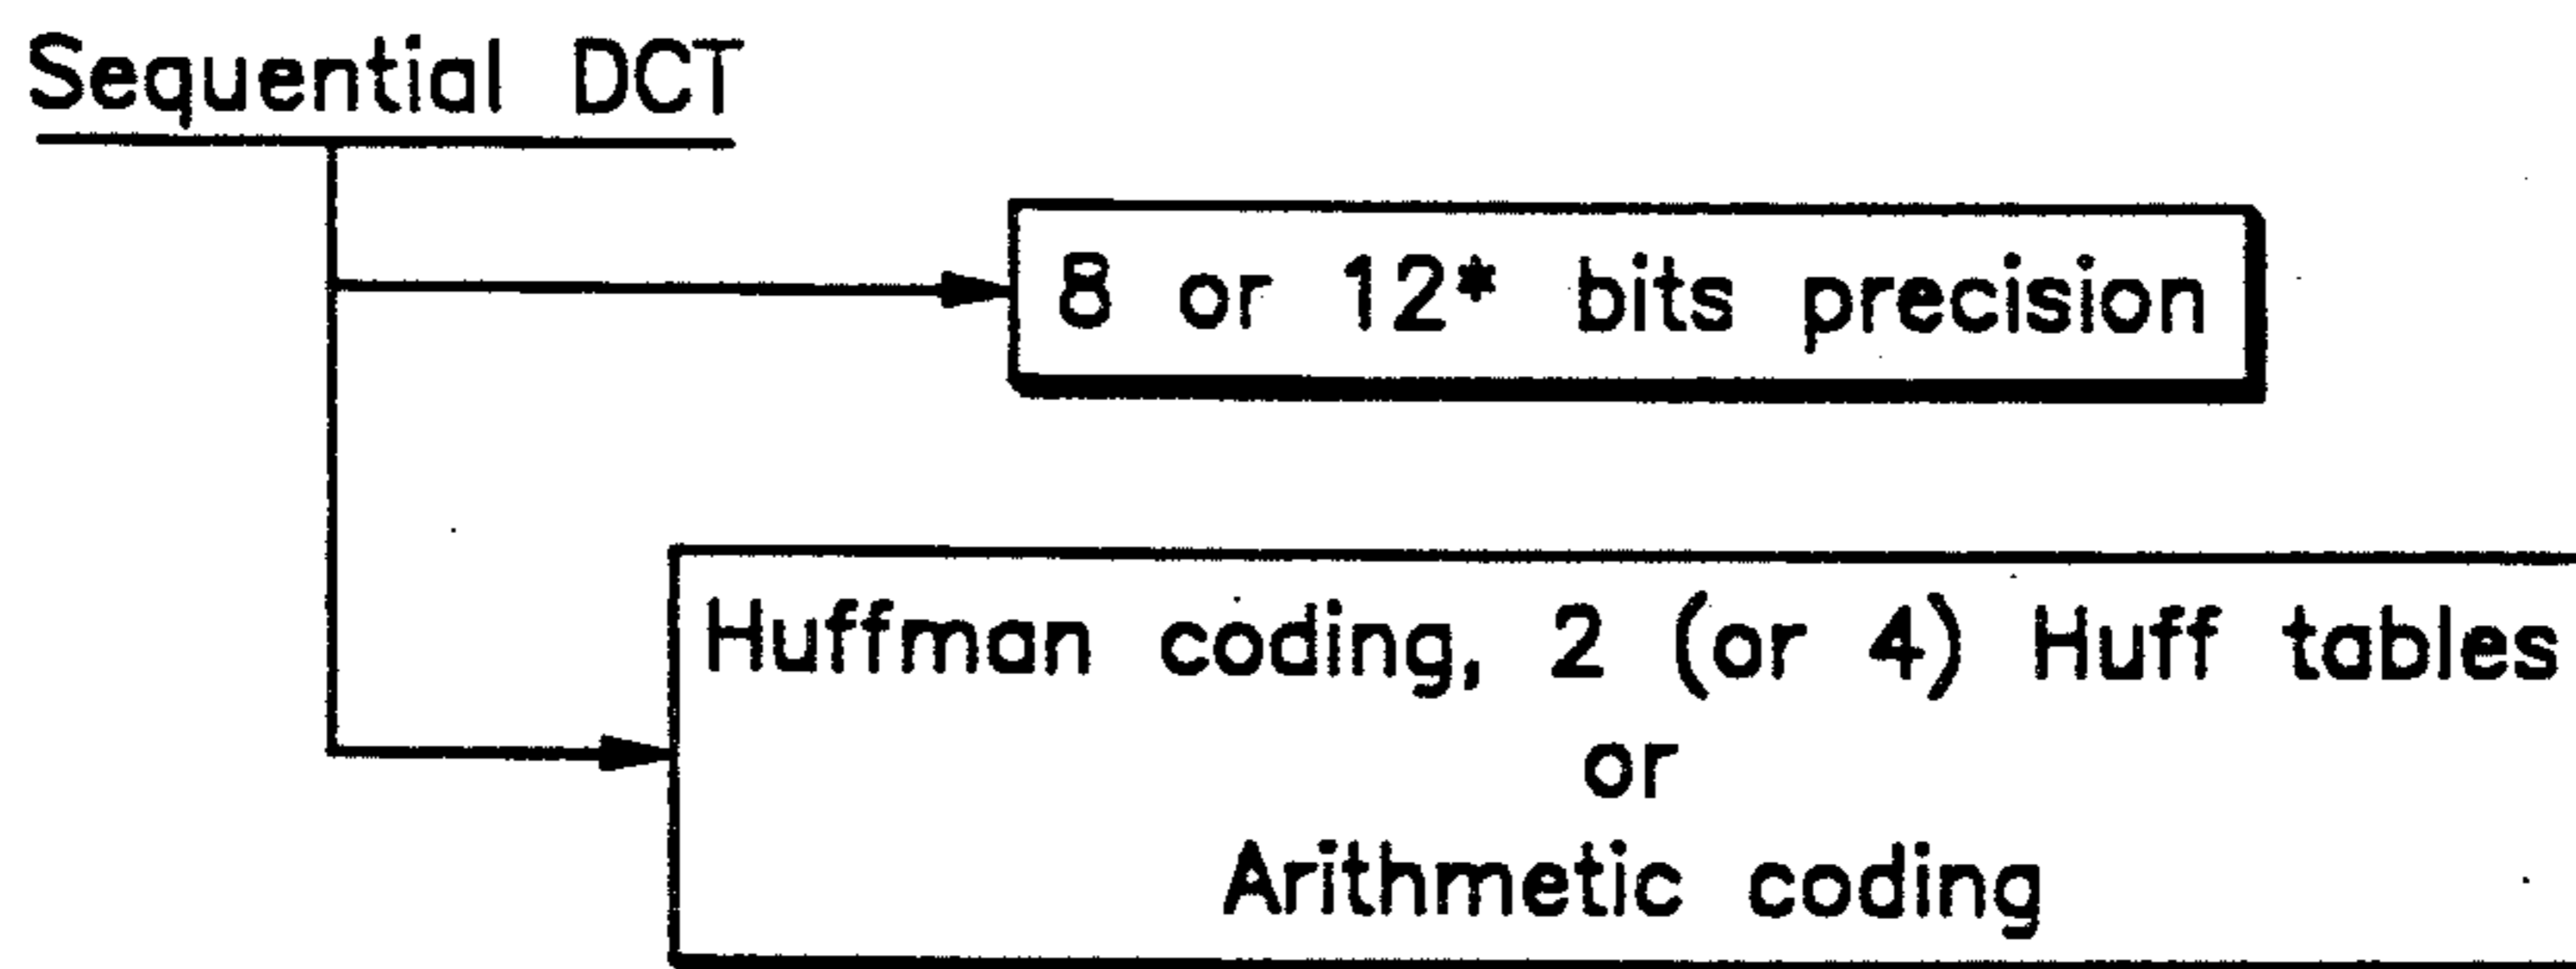 Sequential DCT
8 or 12* bits precision
Huffman coding, 2 (or 4) Huff tables
or
Arithmetic coding